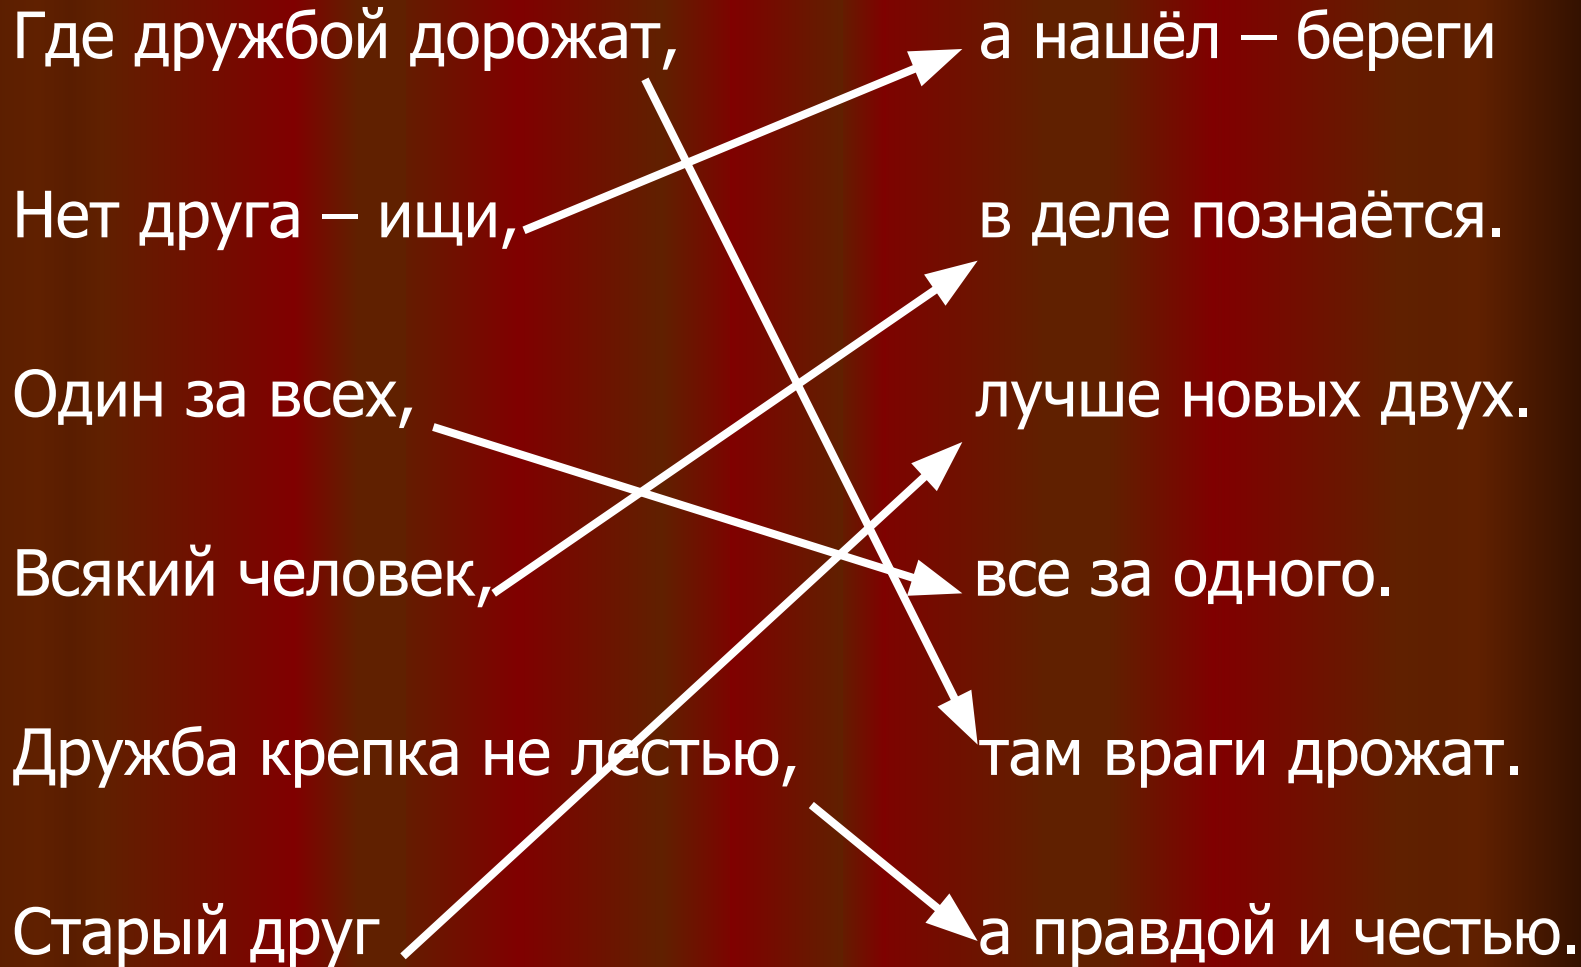 Где дружбой дорожат,
а нашёл – береги
Нет друга – ищи,
в деле познаётся.
Один за всех,
лучше новых двух.
Всякий человек,
все за одного.
Дружба крепка не лестью,
там враги дрожат.
Старый друг
а правдой и честью.